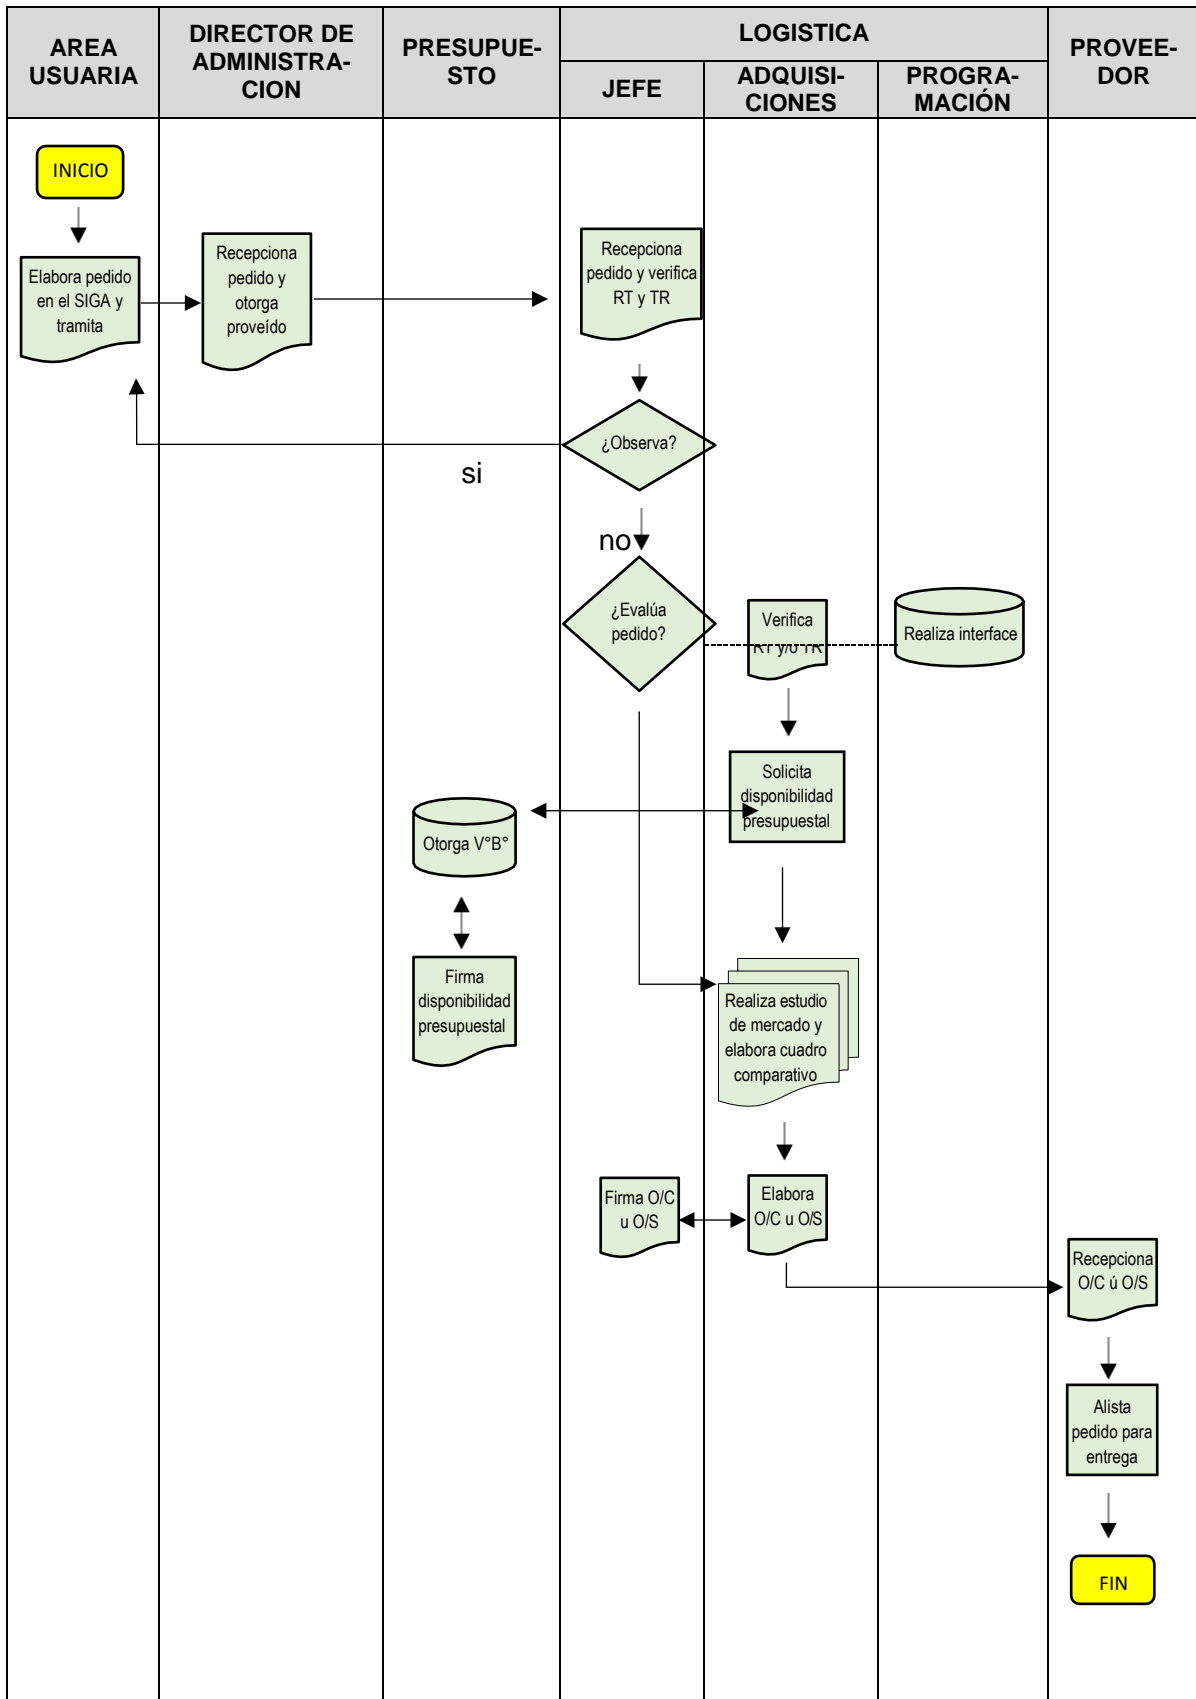 AREA
USUARIA
DIRECTOR DE
ADMINISTRA-
CION
PRESUPUE-
STO
LOGISTICA
JEFE
ADQUISI-
CIONES
PROGRA-
MACIÓN
PROVEE-
DOR
INICIO
Elabora pedido
en el SIGA y
tramita
Recepciona
pedido y
otorga
proveído
Recepciona
pedido y verifica
RT y TR
¿Observa?
si
no
¿Evalúa
pedido?
Verifica
RT y/o TR
Realiza interface
Solicita
disponibilidad
presupuestal
Otorga V°B°
Firma
disponibilidad
presupuestal
Realiza estudio
de mercado y
elabora cuadro
comparativo
Firma O/C
u O/S
Elabora
O/C u O/S
Recepciona
O/C ú O/S
Alista
pedido para
entrega
FIN